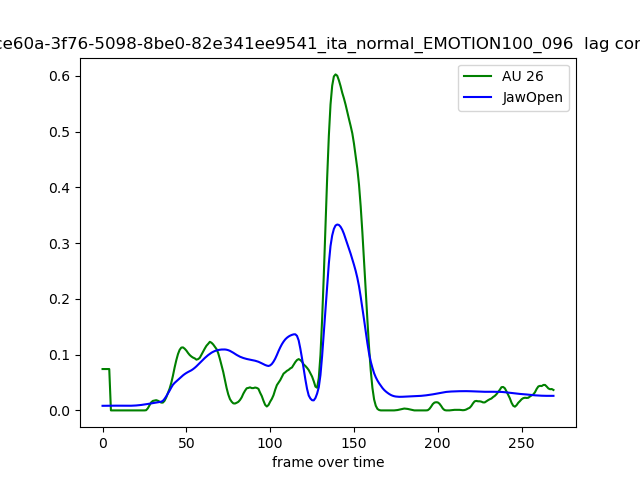 ce60a-3f76-5098-8be0-82e341ee9541_ita_normal_EMOTION100_096 lag cor
AU 26
JawOpen
0.6
0.5
0.4
0.3
0.2
0.1
0.0
0 50 100 150 200 250
frame over time